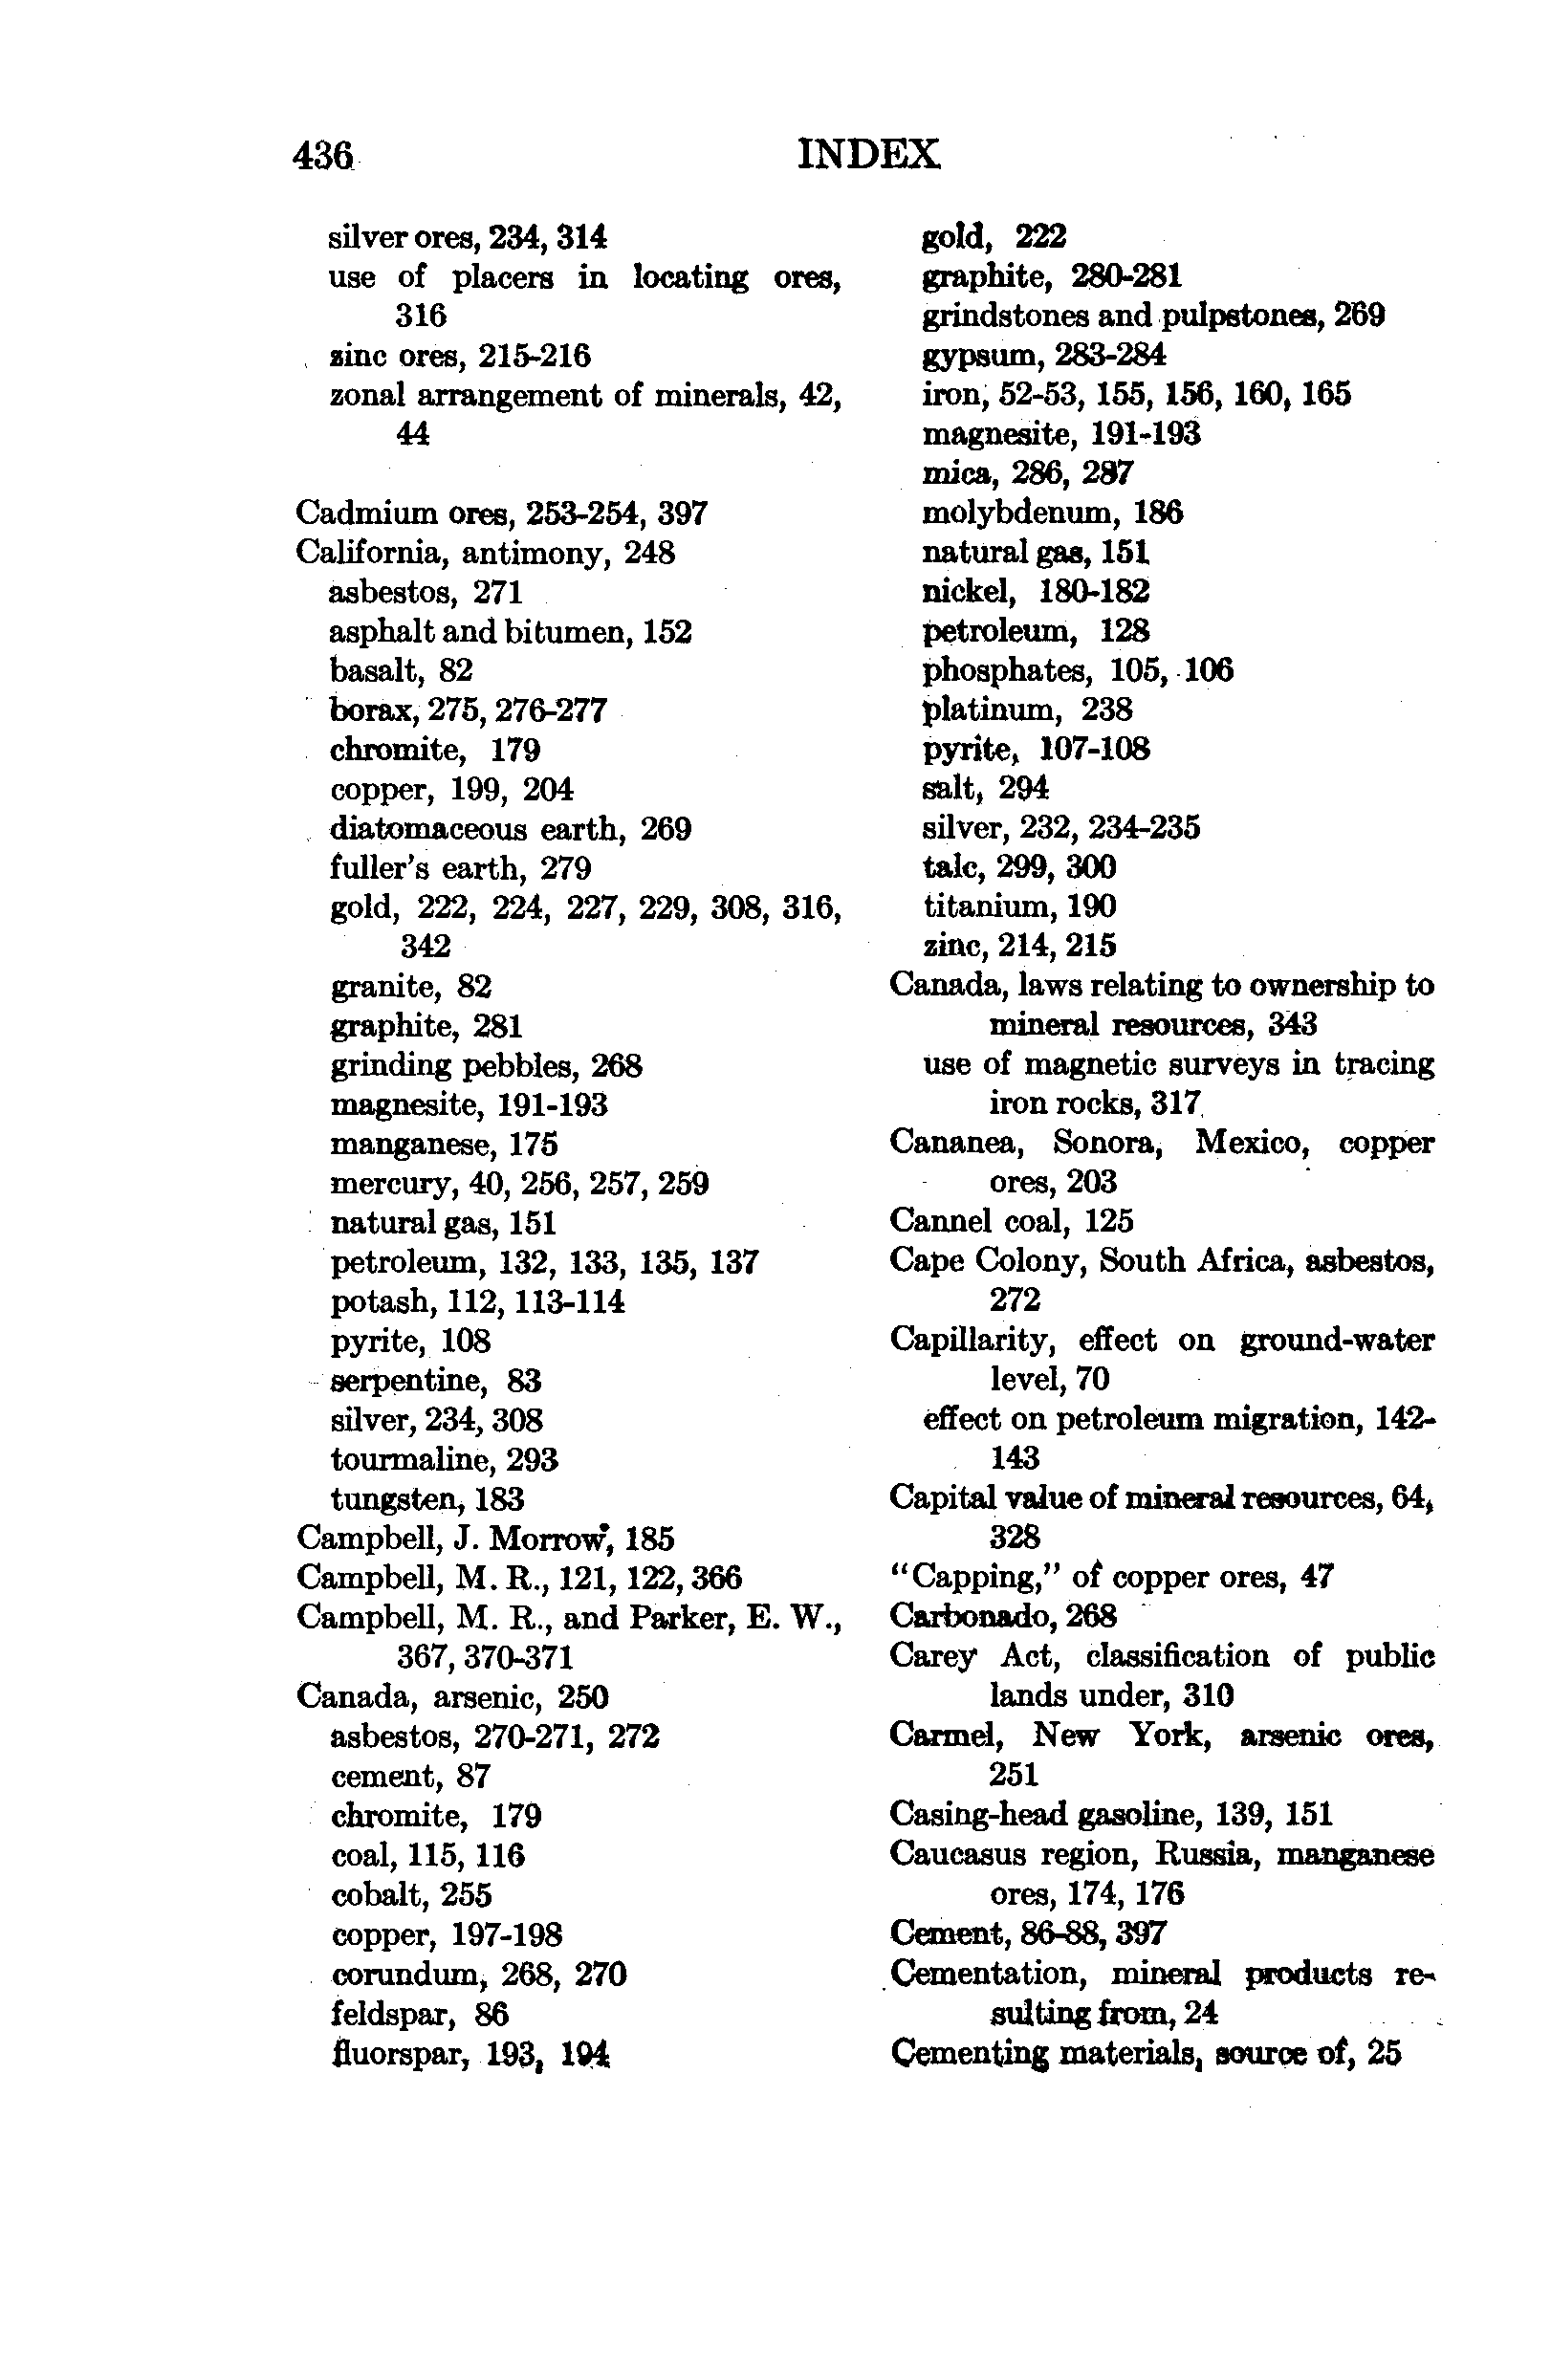 436 INDEX
silver ores, 234, 314
use of placers in locating ores,
316
zinc ores, 215-216
zonal arrangement of minerals, 42,
44
Cadmium ores, 253-254, 397
California, antimony, 248
asbestos, 271
asphalt and bitumen, 152
basalt, 82
borax, 275, 276-277
chromite, 179
copper, 199, 204
diatomaceous earth, 269
fuller's earth, 279
gold, 222, 224, 227, 229, 308, 316,
342
granite, 82
graphite, 281
grinding pebbles, 268
magnesite, 191-193
manganese, 175
mercury, 40, 256, 257, 259
natural gas, 151
petroleum, 132, 133, 135, 137
potash, 112, 113-114
pyrite, 108
serpentine, 83
silver, 234, 308
tourmaline, 293
tungsten, 183
Campbell, J. Morrow, 185
Campbell, M. R., 121, 122, 366
Campbell, M. R., and Parker, E. W.,
367, 370-371
Canada, arsenic, 250
asbestos, 270-271, 272
cement, 87
chromite, 179
coal, 115, 116
cobalt, 255
copper, 197-198
corundum, 268, 270
feldspar, 86
fluorspar, 193, 194
gold, 222
graphite, 280-281
grindstones and pulpstones, 269
gypsum, 283-284
iron, 52-53, 155, 156, 160, 165
magnesite, 191-193
mica, 286, 287
molybdenum, 186
natural gas, 151
nickel, 180-182
petroleum, 128
phosphates, 105, 106
platinum, 238
pyrite, 107-108
salt, 294
silver, 232, 234-235
talc, 299, 300
titanium, 190
zinc, 214, 215
Canada, laws relating to ownership to
mineral resources, 343
use of magnetic surveys in tracing
iron rocks, 317
Cananea, Sonora, Mexico, copper
ores, 203
Cannel coal, 125
Cape Colony, South Africa, asbestos,
272
Capillarity, effect on ground-water
level, 70
effect on petroleum migration, 142-
143
Capital value of mineral resources, 64,
328
"Capping," of copper ores, 47
Carbonado, 268
Carey Act, classification of public
lands under, 310
Carmel, New York, arsenic ores,
251
Casing-head gasoline, 139, 151
Caucasus region, Russia, manganese
ores, 174, 176
Cement, 86-88, 397
Cementation, mineral products re-
sulting from, 24
Cementing materials, source of, 25